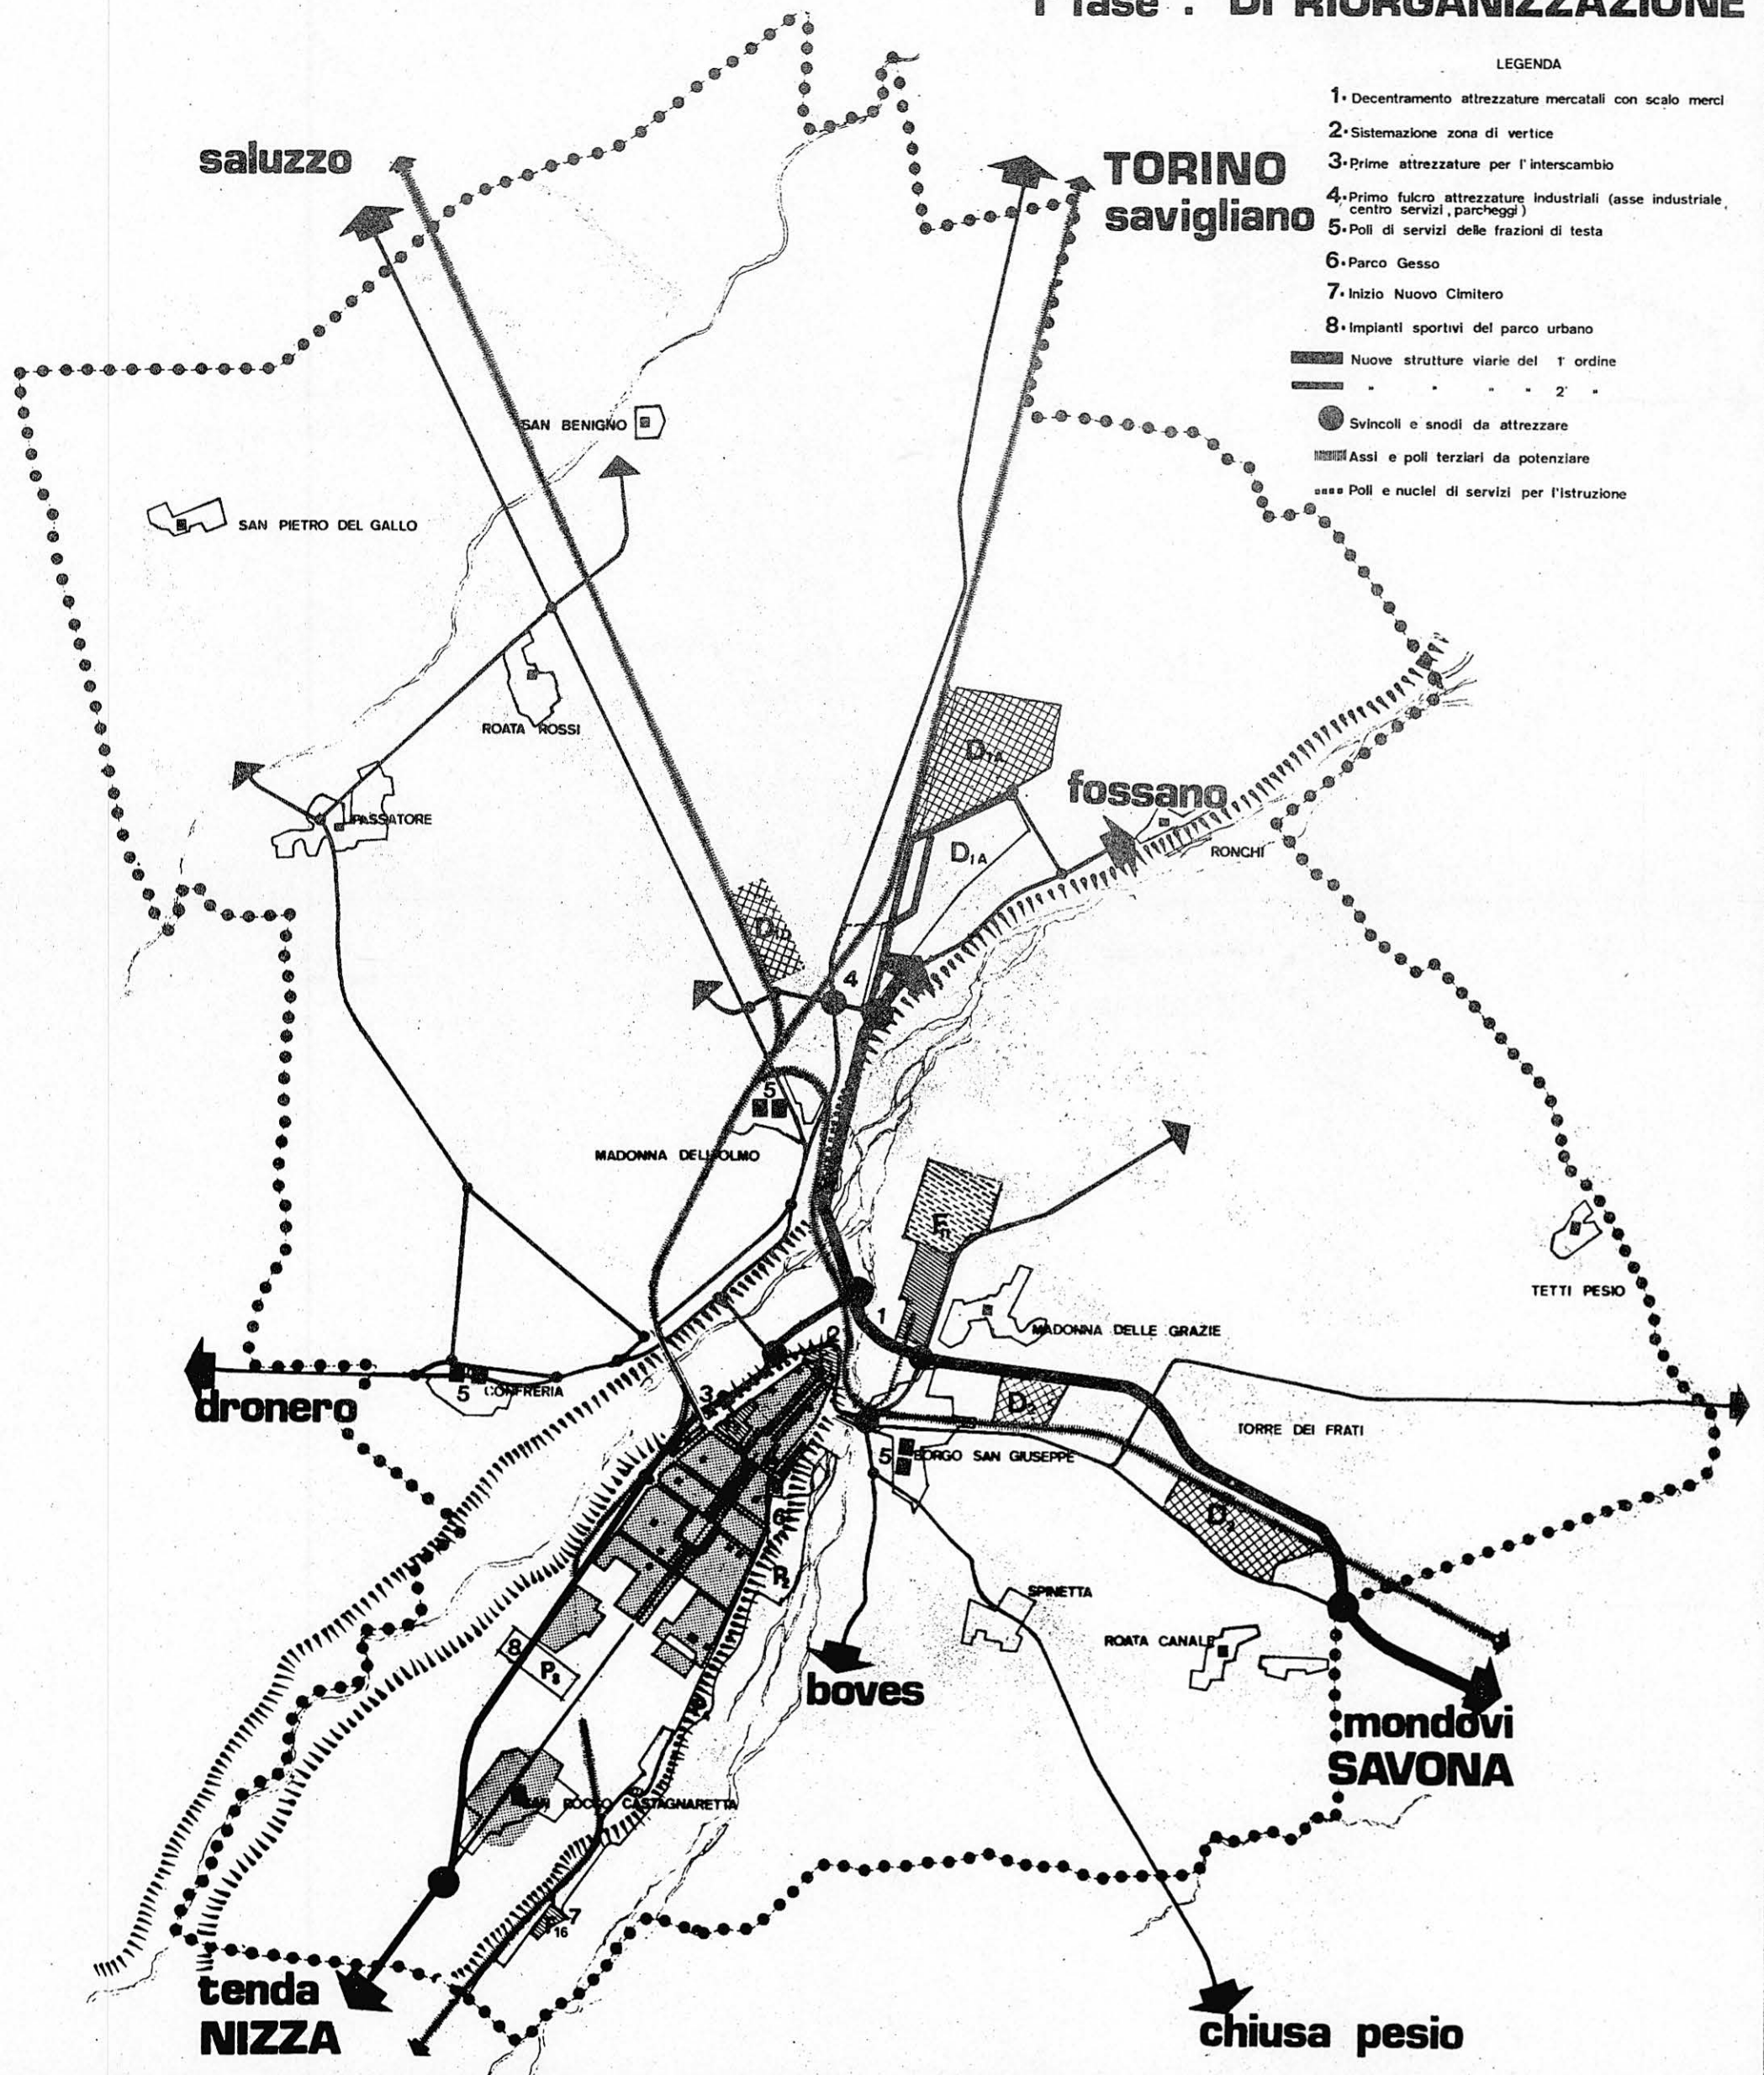 1ª fase : DI RIORGANIZZAZIONE
LEGENDA
1• Decentramento attrezzature mercatali con scalo merci
2• Sistemazione zona di vertice
3• Prime attrezzature per l'interscambio
4• Primo fulcro attrezzature industriali (asse industriale,
centro servizi, parcheggi)
5• Poli di servizi delle frazioni di testa
6• Parco Gesso
7• Inizio Nuovo Cimitero
8• Impianti sportivi del parco urbano
Nuove strutture viarie del 1° ordine
" " " " 2° "
Svincoli e snodi da attrezzare
Assi e poli terziari da potenziare
Poli e nuclei di servizi per l'istruzione
saluzzo
TORINO
savigliano
SAN BENIGNO
SAN PIETRO DEL GALLO
ROATA ROSSI
D1A
fossano
PASSATORE
D1A
RONCHI
4
5
MADONNA DELL'OLMO
TETTI PESIO
1
MADONNA DELLE GRAZIE
2
5 CONFRERIA
3
dronero
TORRE DEI FRATI
5 BORGO SAN GIUSEPPE
6
SPINETTA
ROATA CANALE
8
boves
mondovi
SAVONA
SAN ROCCO CASTAGNARETTA
7
16
tenda
NIZZA
chiusa pesio